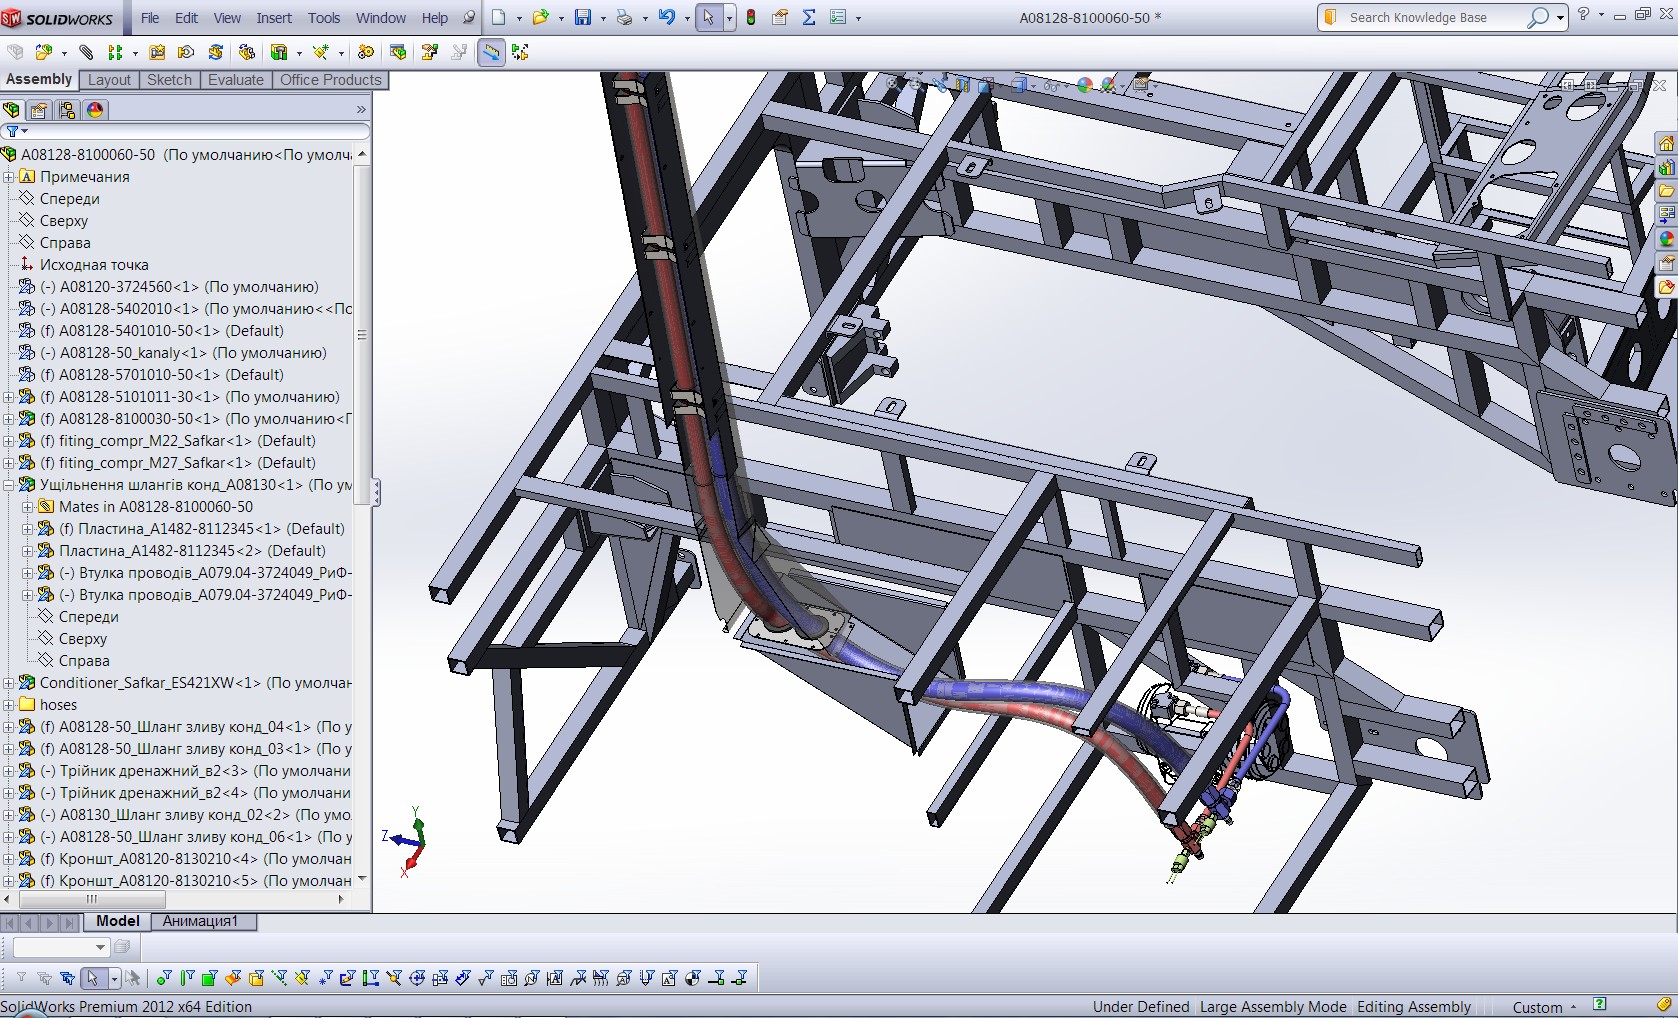 SOLIDWORKS File Edit View Insert Tools Window Help A08128-8100060-50 * Search Knowledge Base
Assembly Layout Sketch Evaluate Office Products
A08128-8100060-50 (По умолчанию<По умолч
Примечания
Спереди
Сверху
Справа
Исходная точка
(-) A08120-3724560<1> (По умолчанию)
(-) A08128-5402010<1> (По умолчанию<<По
(f) A08128-5401010-50<1> (Default)
(-) A08128-50_kanaly<1> (По умолчанию)
(f) A08128-5701010-50<1> (Default)
(f) A08128-5101011-30<1> (По умолчанию)
(f) A08128-8100030-50<1> (По умолчанию<П
(f) fiting_compr_M22_Safkar<1> (Default)
(f) fiting_compr_M27_Safkar<1> (Default)
Ущільнення шлангів конд_A08130<1> (По ум
Mates in A08128-8100060-50
(f) Пластина_A1482-8112345<1> (Default)
Пластина_A1482-8112345<2> (Default)
(-) Втулка проводів_A079.04-3724049_РиФ-
(-) Втулка проводів_A079.04-3724049_РиФ-
Спереди
Сверху
Справа
Conditioner_Safkar_ES421XW<1> (По умолчан
hoses
(f) A08128-50_Шланг зливу конд_04<1> (По у
(f) A08128-50_Шланг зливу конд_03<1> (По у
(-) Трійник дренажний_в2<3> (По умолчани
(-) Трійник дренажний_в2<4> (По умолчани
(-) A08130_Шланг зливу конд_02<2> (По умо
(-) A08128-50_Шланг зливу конд_06<1> (По у
(f) Кроншт_A08120-8130210<4> (По умолчан
(f) Кроншт_A08120-8130210<5> (По умолчан
Y
Z
X
Model Анимация1
SolidWorks Premium 2012 x64 Edition Under Defined Large Assembly Mode Editing Assembly Custom